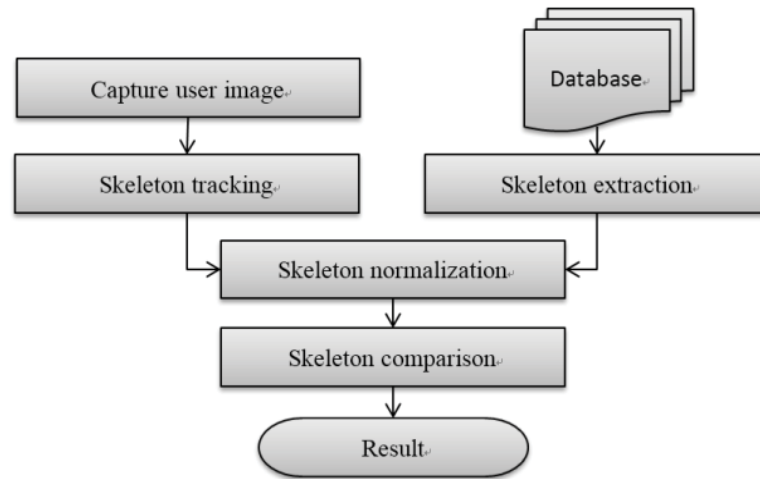 Capture user image
Database
Skeleton tracking
Skeleton extraction
Skeleton normalization
Skeleton comparison
Result